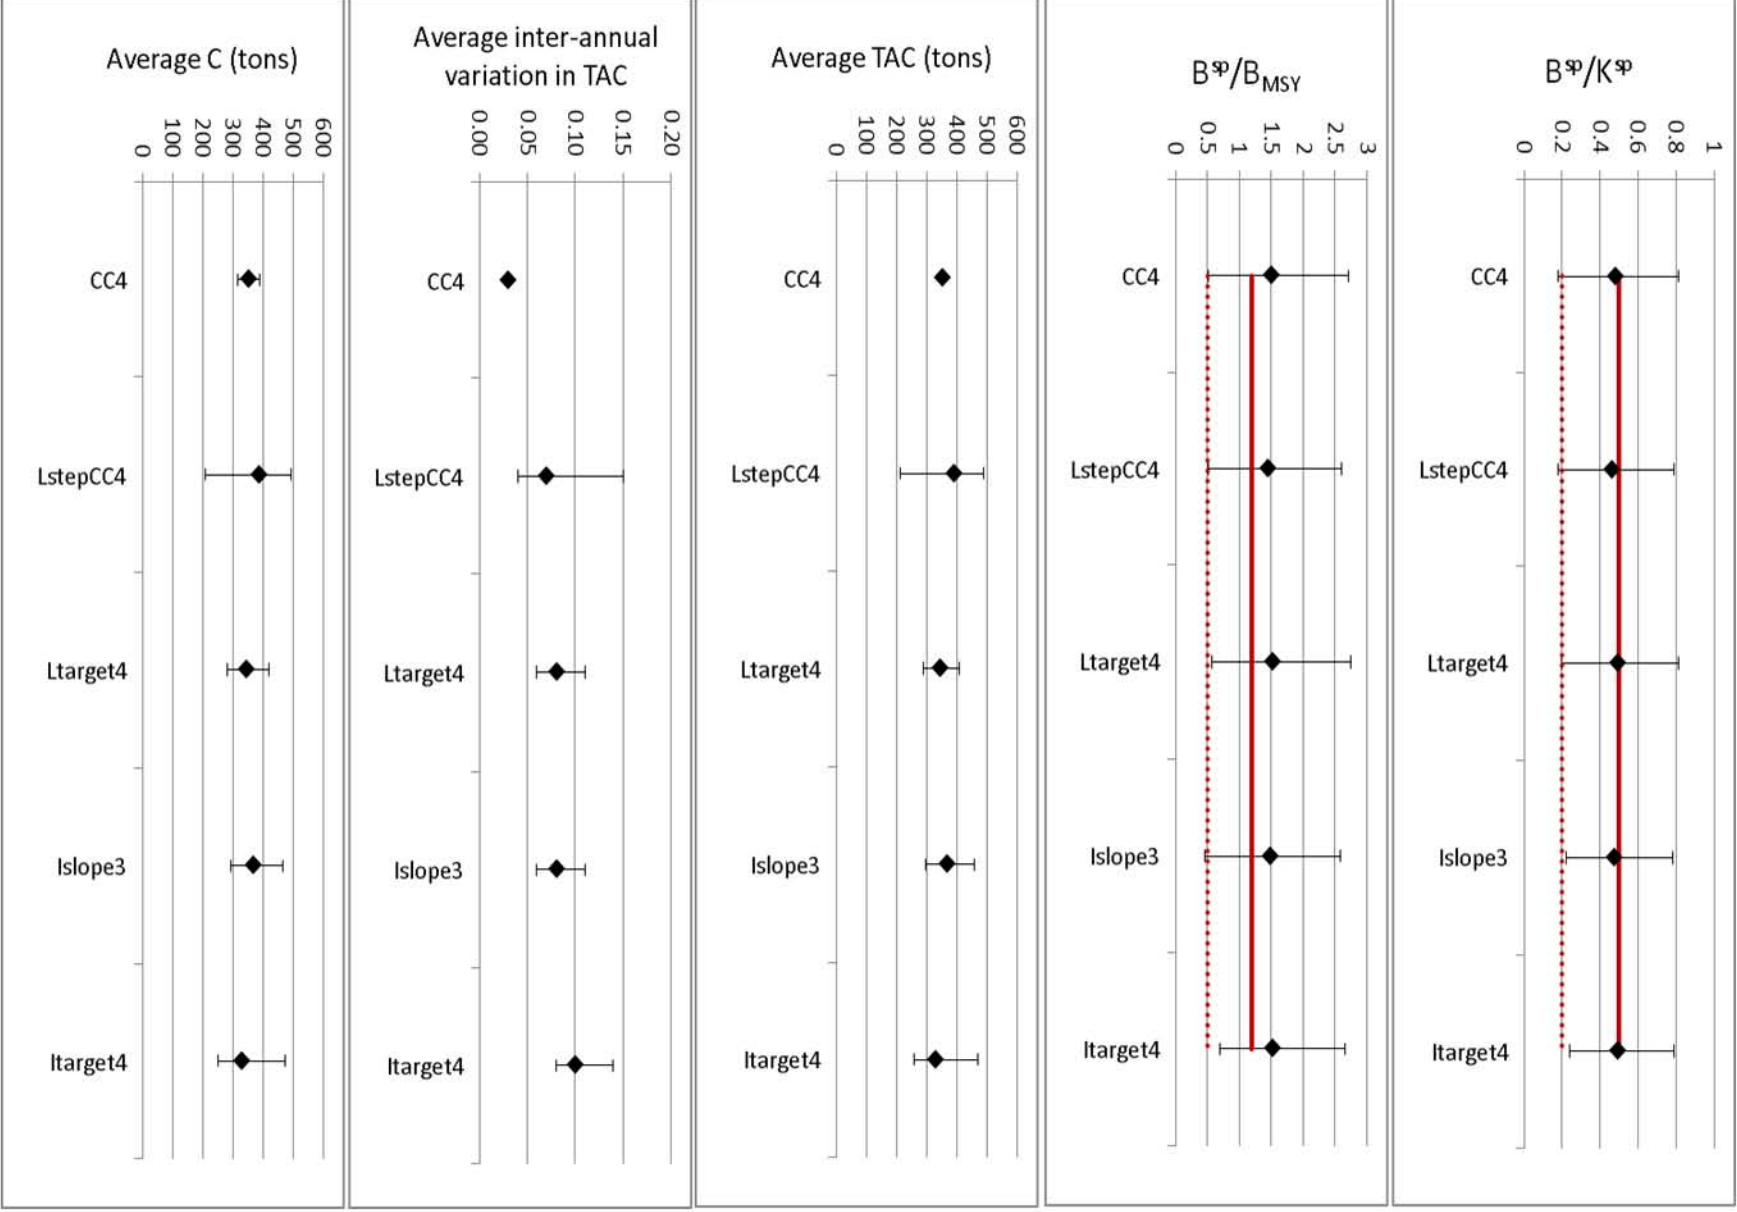 Average C (tons)
0 100 200 300 400 500 600
CC4
LstepCC4
Ltarget4
Islope3
Itarget4
Average inter-annual
variation in TAC
0.00 0.05 0.10 0.15 0.20
CC4
LstepCC4
Ltarget4
Islope3
Itarget4
Average TAC (tons)
0 100 200 300 400 500 600
CC4
LstepCC4
Ltarget4
Islope3
Itarget4
Bˢᵖ/B_MSY
0 0.5 1 1.5 2 2.5 3
CC4
LstepCC4
Ltarget4
Islope3
Itarget4
Bˢᵖ/Kˢᵖ
0 0.2 0.4 0.6 0.8 1
CC4
LstepCC4
Ltarget4
Islope3
Itarget4